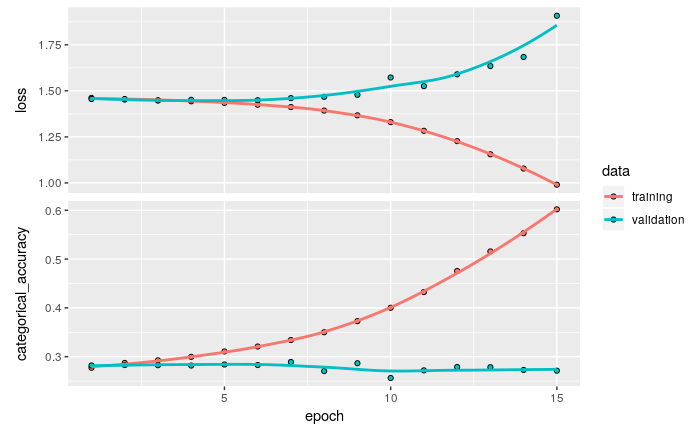 loss
1.75
1.50
1.25
1.00
categorical_accuracy
0.6
0.5
0.4
0.3
5
10
15
epoch
data
training
validation